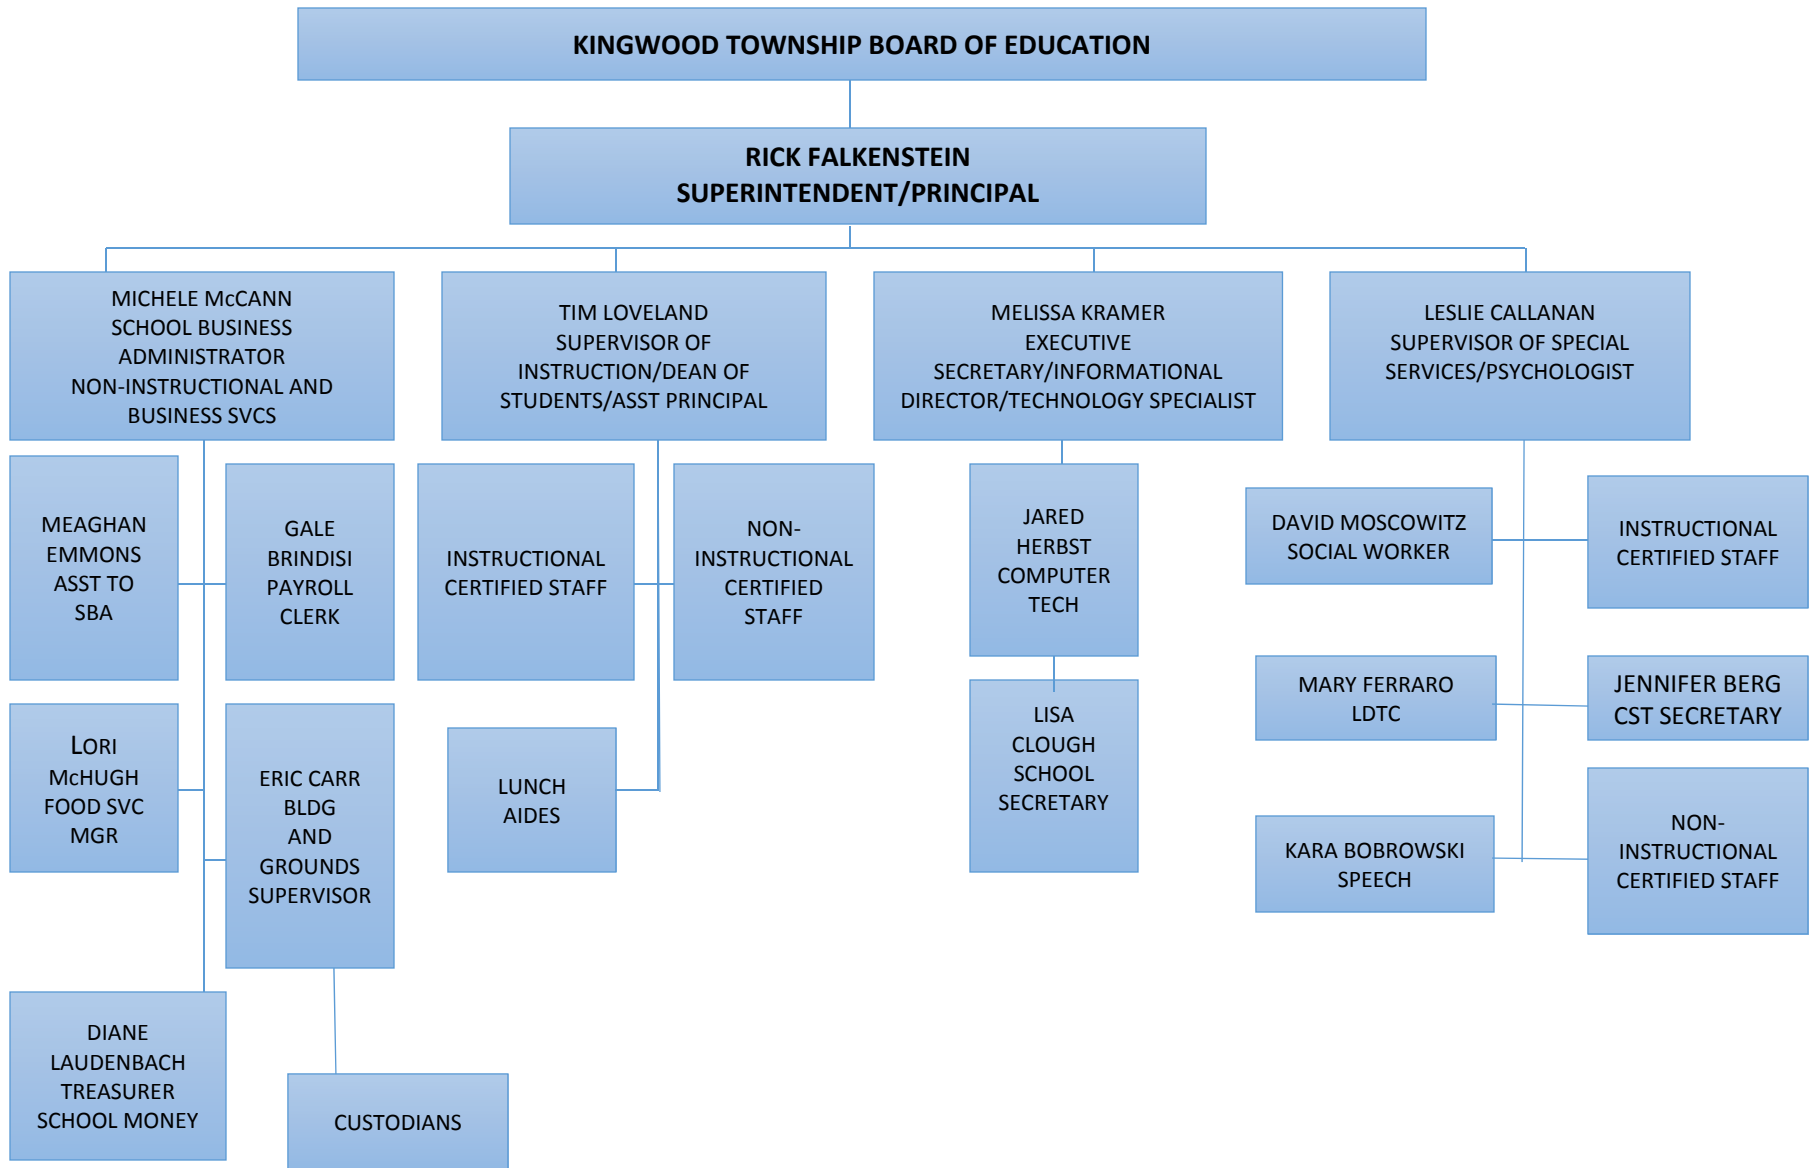 KINGWOOD TOWNSHIP BOARD OF EDUCATION
RICK FALKENSTEIN
SUPERINTENDENT/PRINCIPAL
MICHELE McCANN
SCHOOL BUSINESS
ADMINISTRATOR
NON-INSTRUCTIONAL AND
BUSINESS SVCS
TIM LOVELAND
SUPERVISOR OF
INSTRUCTION/DEAN OF
STUDENTS/ASST PRINCIPAL
MELISSA KRAMER
EXECUTIVE
SECRETARY/INFORMATIONAL
DIRECTOR/TECHNOLOGY SPECIALIST
LESLIE CALLANAN
SUPERVISOR OF SPECIAL
SERVICES/PSYCHOLOGIST
MEAGHAN
EMMONS
ASST TO
SBA
GALE
BRINDISI
PAYROLL
CLERK
INSTRUCTIONAL
CERTIFIED STAFF
NON-
INSTRUCTIONAL
CERTIFIED
STAFF
JARED
HERBST
COMPUTER
TECH
DAVID MOSCOWITZ
SOCIAL WORKER
INSTRUCTIONAL
CERTIFIED STAFF
LORI
McHUGH
FOOD SVC
MGR
ERIC CARR
BLDG
AND
GROUNDS
SUPERVISOR
LUNCH
AIDES
LISA
CLOUGH
SCHOOL
SECRETARY
MARY FERRARO
LDTC
JENNIFER BERG
CST SECRETARY
KARA BOBROWSKI
SPEECH
NON-
INSTRUCTIONAL
CERTIFIED STAFF
DIANE
LAUDENBACH
TREASURER
SCHOOL MONEY
CUSTODIANS